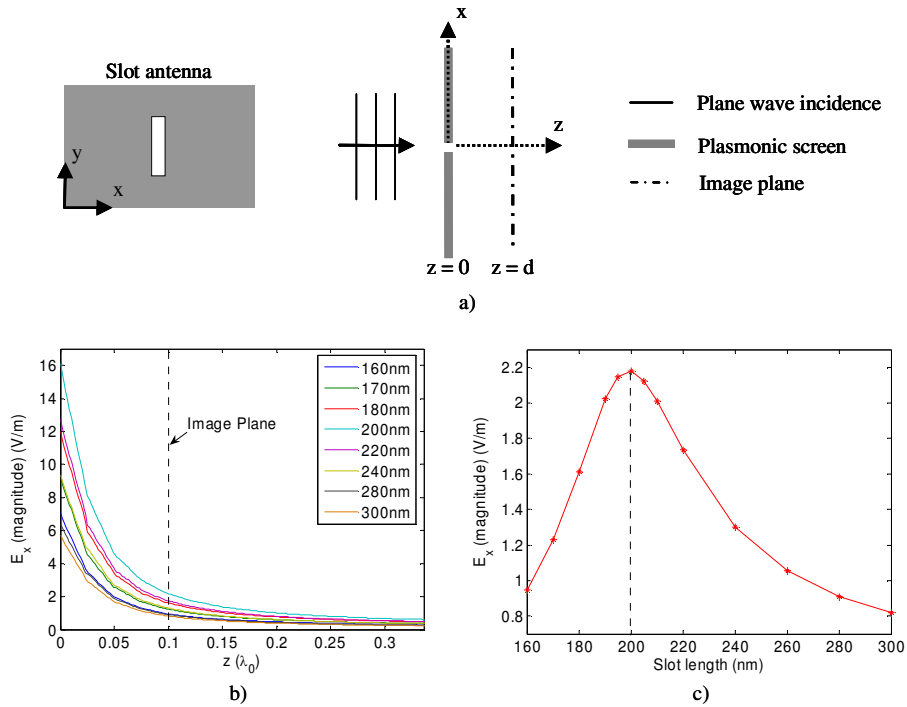 Slot antenna
y
x
x
z
z = 0
z = d
Plane wave incidence
Plasmonic screen
Image plane
a)
E_x (magnitude) (V/m)
16
14
12
10
8
6
4
2
0
0
0.05
0.1
0.15
0.2
0.25
0.3
z (λ_0)
Image Plane
160nm
170nm
180nm
200nm
220nm
240nm
280nm
300nm
b)
E_x (magnitude) (V/m)
2.2
2
1.8
1.6
1.4
1.2
1
0.8
160
180
200
220
240
260
280
300
Slot length (nm)
c)